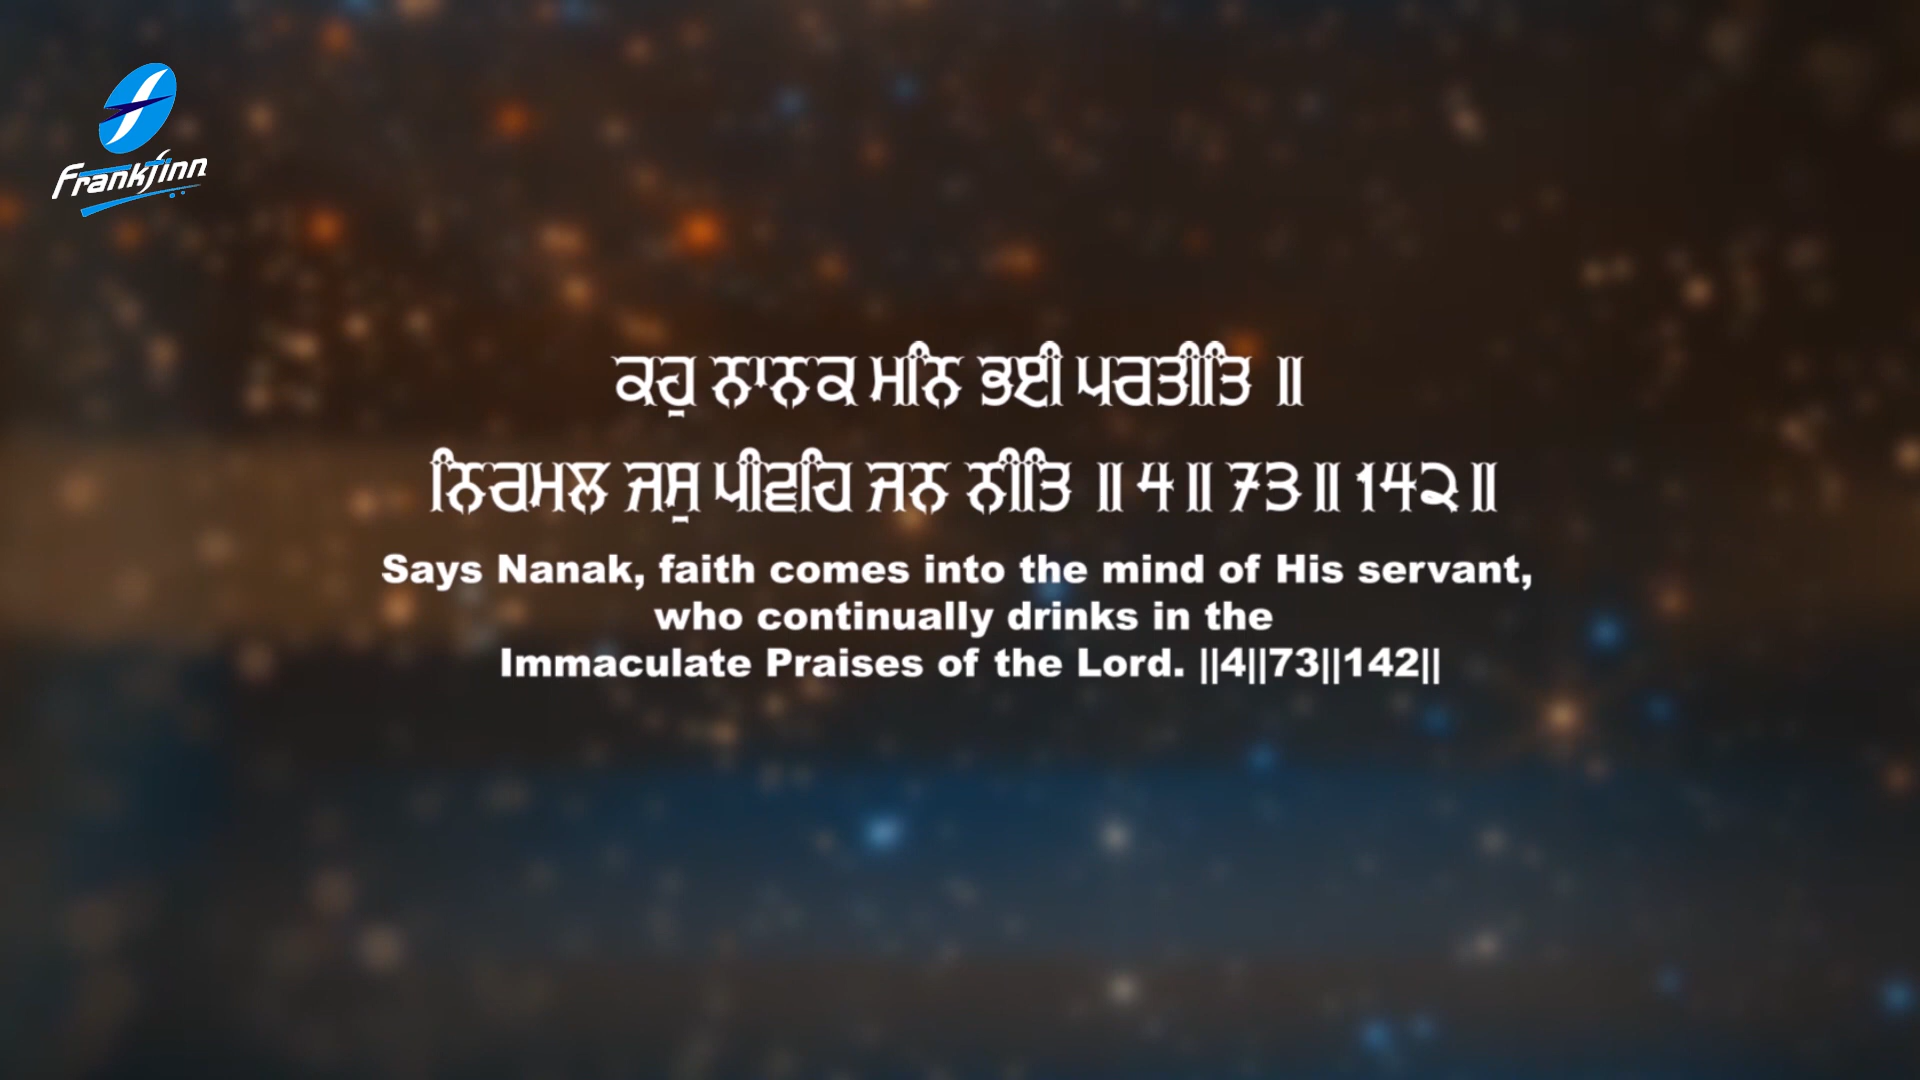 Frankfinn
ਕਹੁ ਨਾਨਕ ਮਨਿ ਭਈ ਪਰਤੀਤਿ ॥
ਨਿਰਮਲ ਜਸੁ ਪੀਵਹਿ ਜਨ ਨੀਤਿ ॥੪॥੭੩॥੧੪੨॥
Says Nanak, faith comes into the mind of His servant,
who continually drinks in the
Immaculate Praises of the Lord. ||4||73||142||